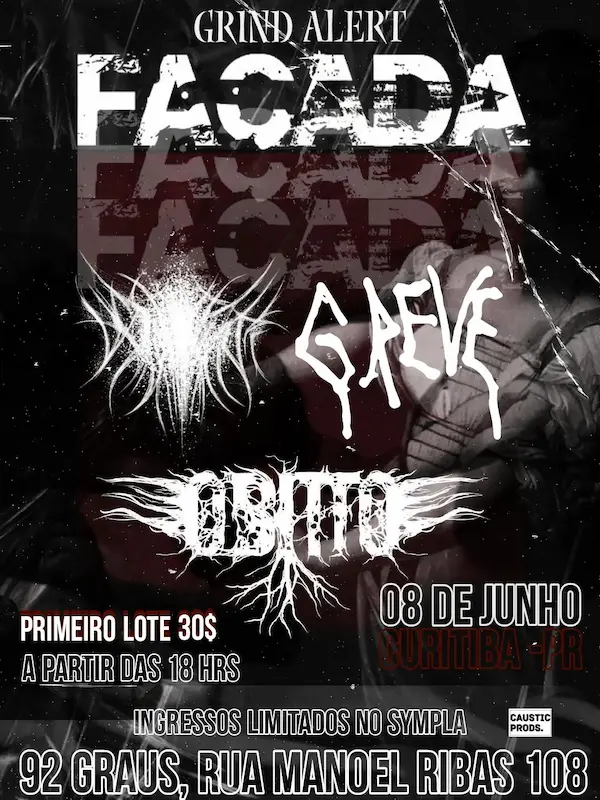 GRIND ALERT
FACADA
FACADA
FACADA
GREVE
OBITTO
PRIMEIRO LOTE 30$
08 DE JUNHO
CURITIBA -PR
A PARTIR DAS 18 HRS
INGRESSOS LIMITADOS NO SYMPLA
CAUSTIC
PRODS.
92 GRAUS, RUA MANOEL RIBAS 108